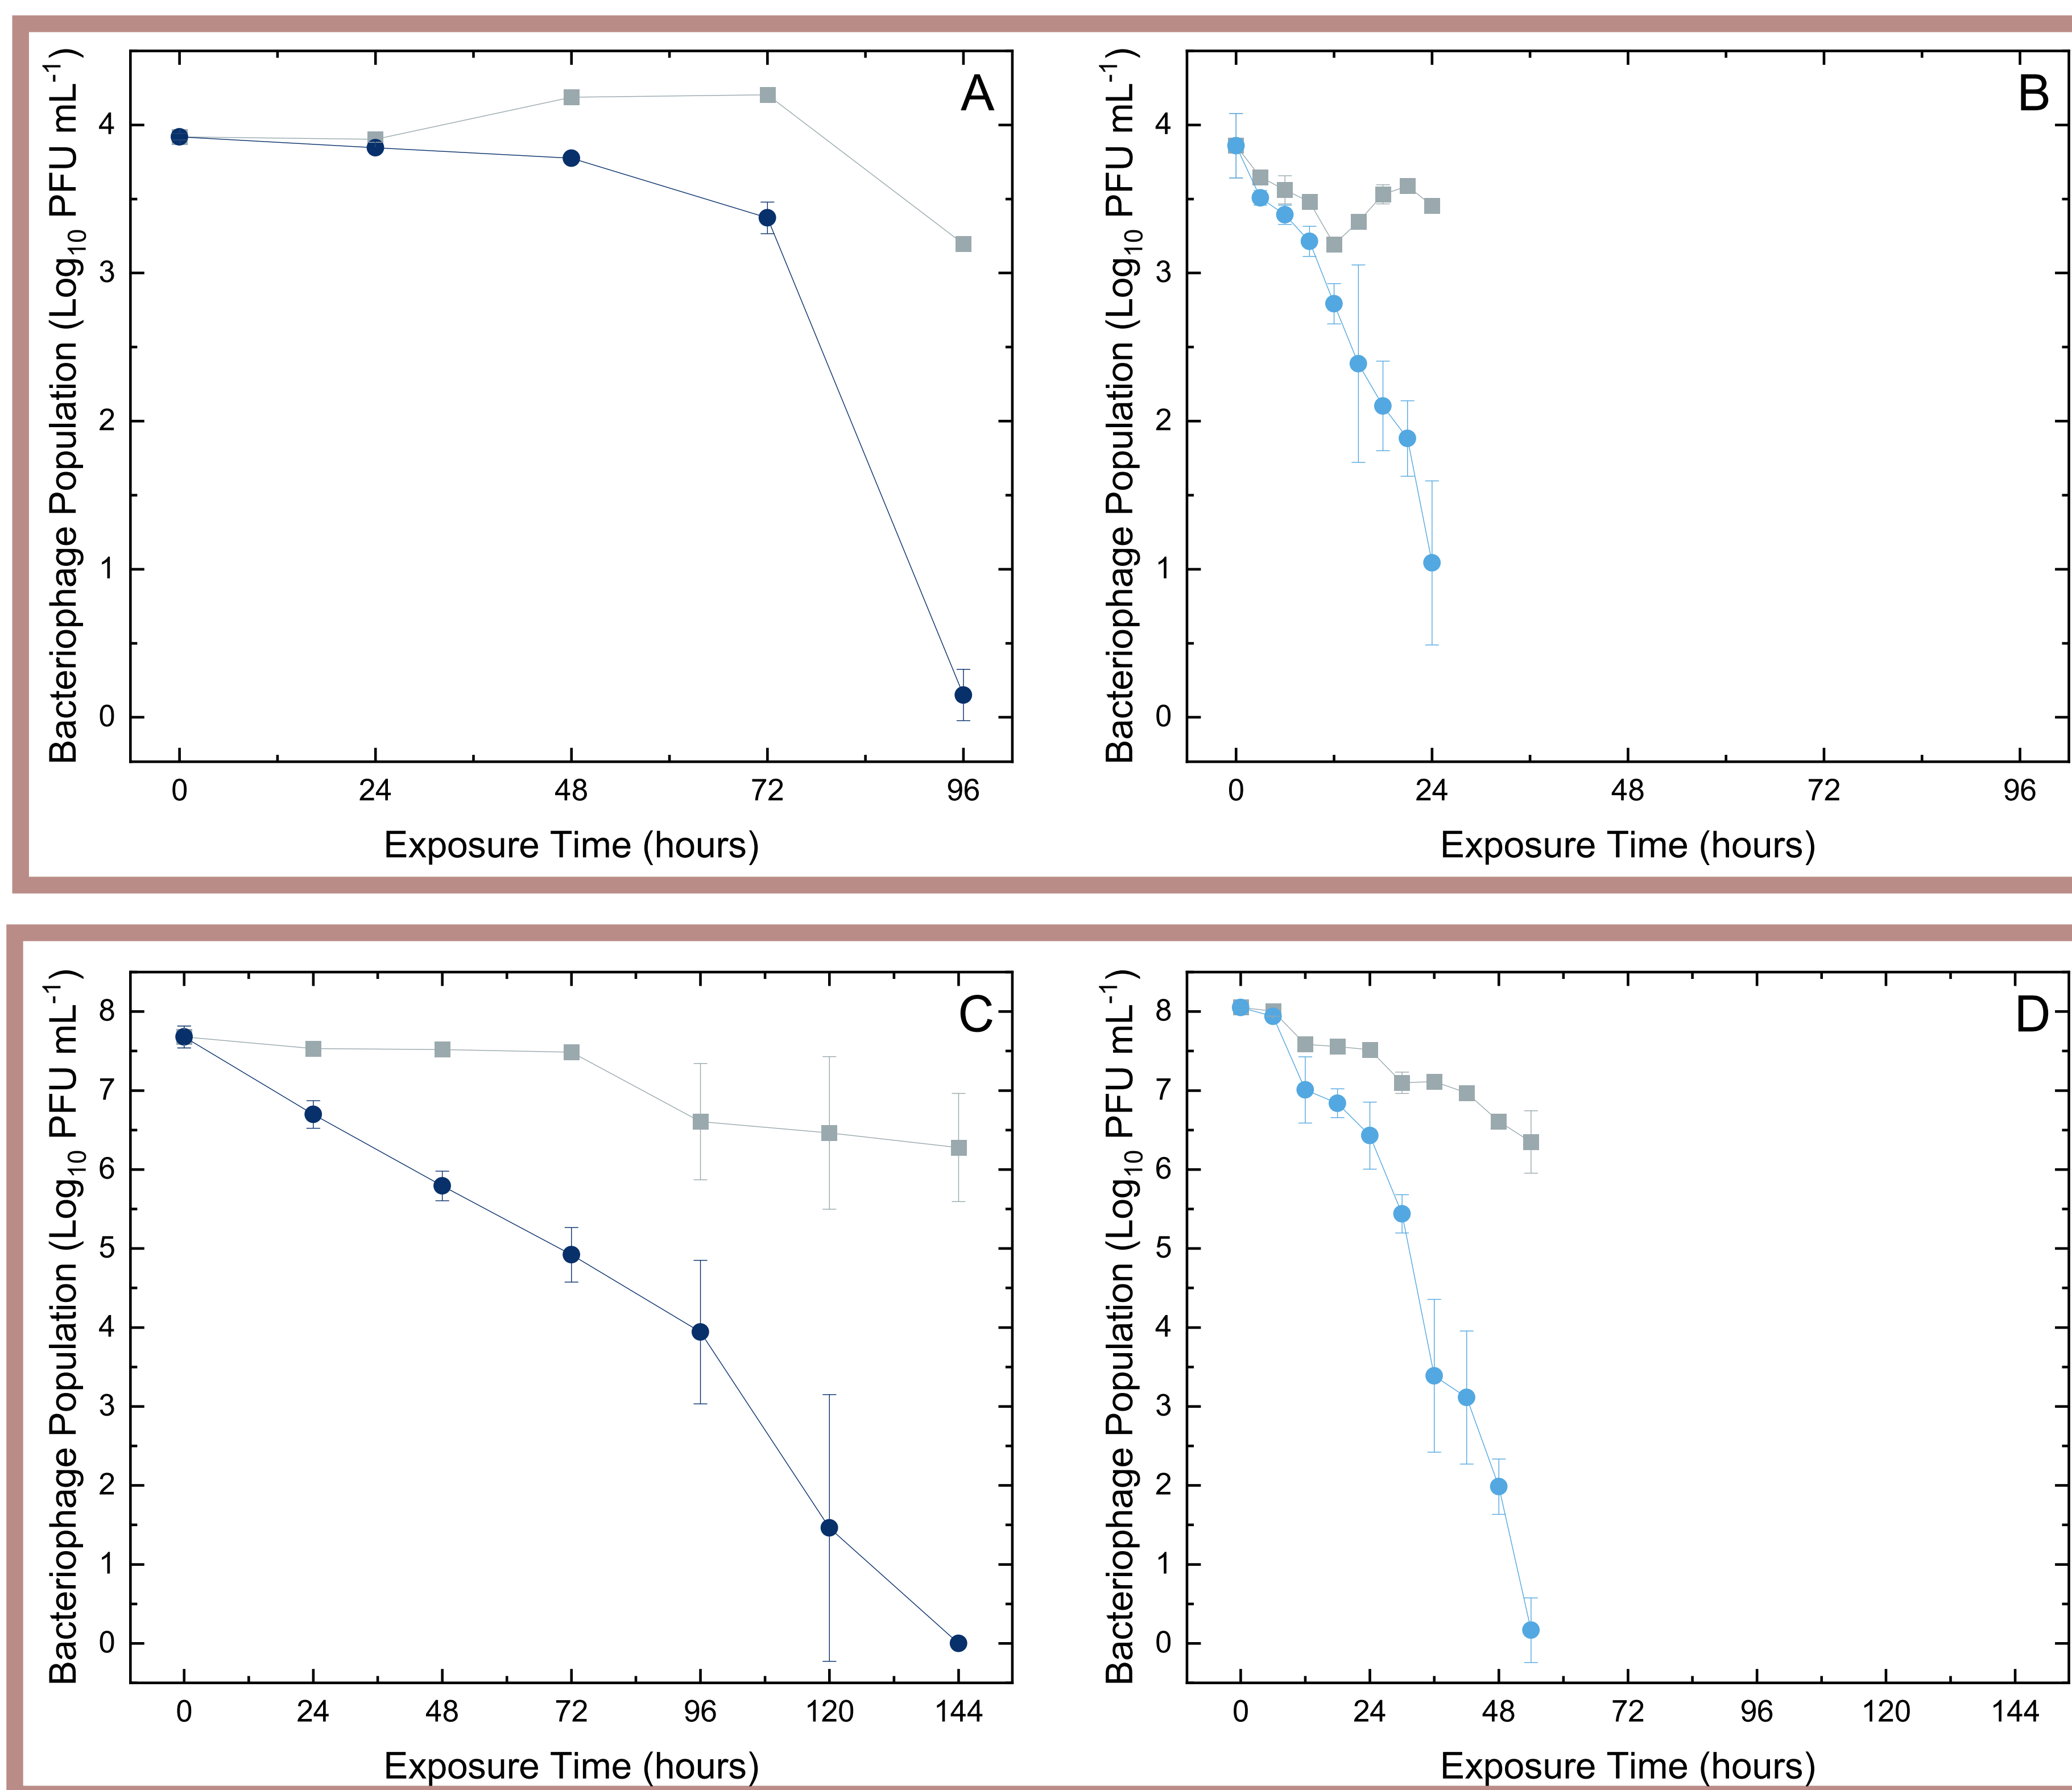 A
Bacteriophage Population (Log₁₀ PFU mL⁻¹)
4
3
2
1
0
0 24 48 72 96
Exposure Time (hours)
B
Bacteriophage Population (Log₁₀ PFU mL⁻¹)
4
3
2
1
0
0 24 48 72 96
Exposure Time (hours)
C
Bacteriophage Population (Log₁₀ PFU mL⁻¹)
8
7
6
5
4
3
2
1
0
0 24 48 72 96 120 144
Exposure Time (hours)
D
Bacteriophage Population (Log₁₀ PFU mL⁻¹)
8
7
6
5
4
3
2
1
0
0 24 48 72 96 120 144
Exposure Time (hours)